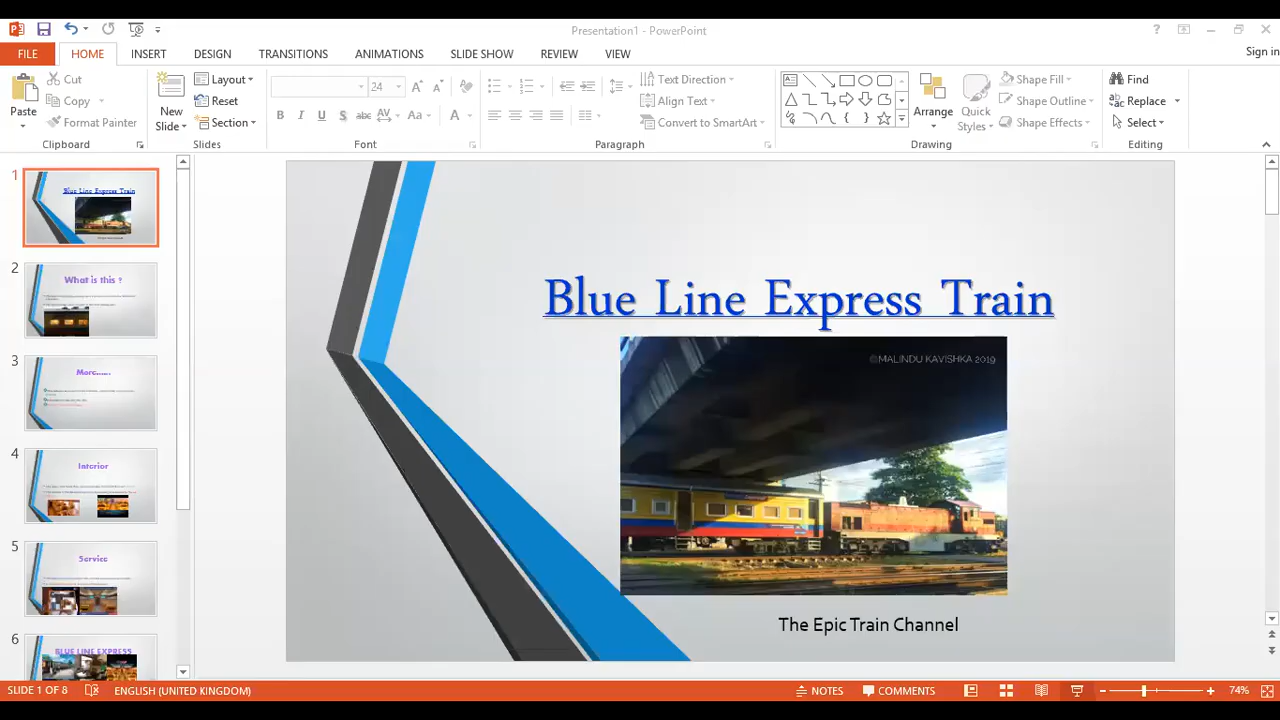 Presentation1 - PowerPoint
FILE HOME INSERT DESIGN TRANSITIONS ANIMATIONS SLIDE SHOW REVIEW VIEW Sign in
Paste
Cut
Copy
Format Painter
Clipboard
New Slide
Layout
Reset
Section
Slides
24
Font
Text Direction
Align Text
Convert to SmartArt
Paragraph
Arrange
Quick Styles
Shape Fill
Shape Outline
Shape Effects
Drawing
Find
Replace
Select
Editing
1
Blue Line Express Train
2
What is this ?
3
More......
4
Interior
5
Service
6
BLUE LINE EXPRESS
Blue Line Express Train
©MALINDU KAVISHKA 2019
The Epic Train Channel
SLIDE 1 OF 8 ENGLISH (UNITED KINGDOM) NOTES COMMENTS 74%